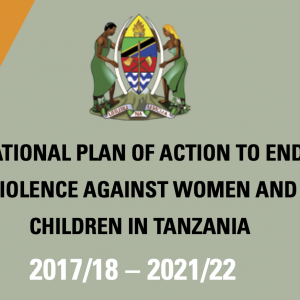 ATIONAL PLAN OF ACTION TO END
IOLENCE AGAINST WOMEN AND
CHILDREN IN TANZANIA
2017/18 – 2021/22